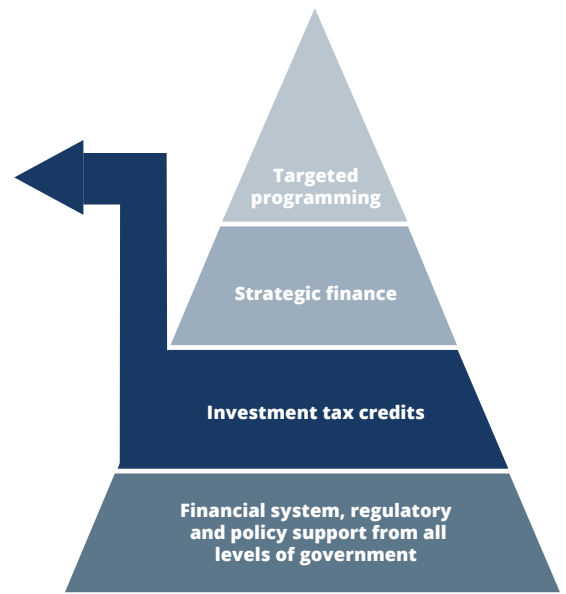 Targeted
programming
Strategic finance
Investment tax credits
Financial system, regulatory
and policy support from all
levels of government